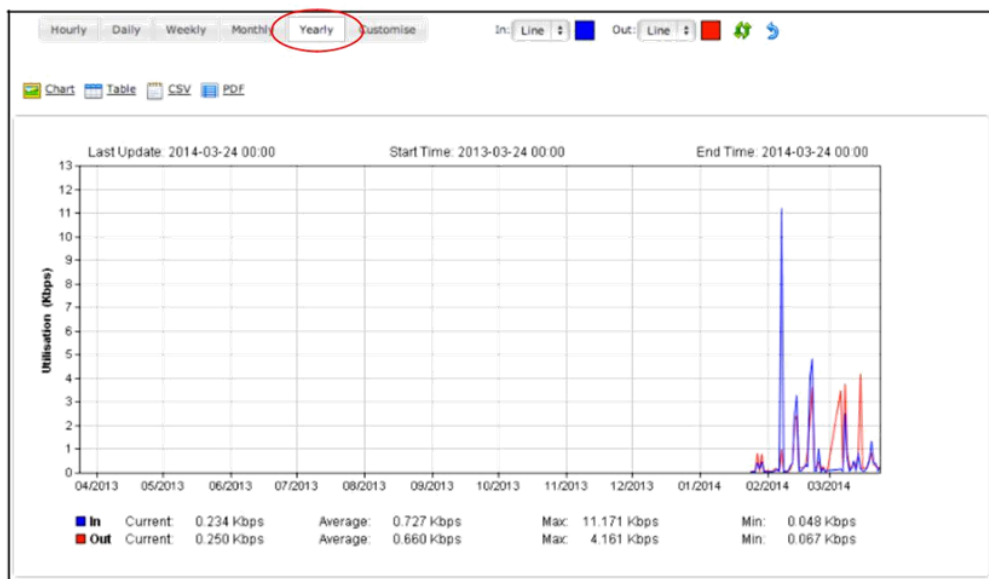 Hourly Daily Weekly Monthly Yearly Customise In: Line Out: Line
Chart Table CSV PDF
Last Update: 2014-03-24 00:00 Start Time: 2013-03-24 00:00 End Time: 2014-03-24 00:00
13
12
11
10
9
8
7
6
5
4
3
2
1
0
Utilisation (Kbps)
04/2013 05/2013 06/2013 07/2013 08/2013 09/2013 10/2013 11/2013 12/2013 01/2014 02/2014 03/2014
In Current: 0.234 Kbps Average: 0.727 Kbps Max: 11.171 Kbps Min: 0.048 Kbps
Out Current: 0.250 Kbps Average: 0.660 Kbps Max: 4.161 Kbps Min: 0.067 Kbps